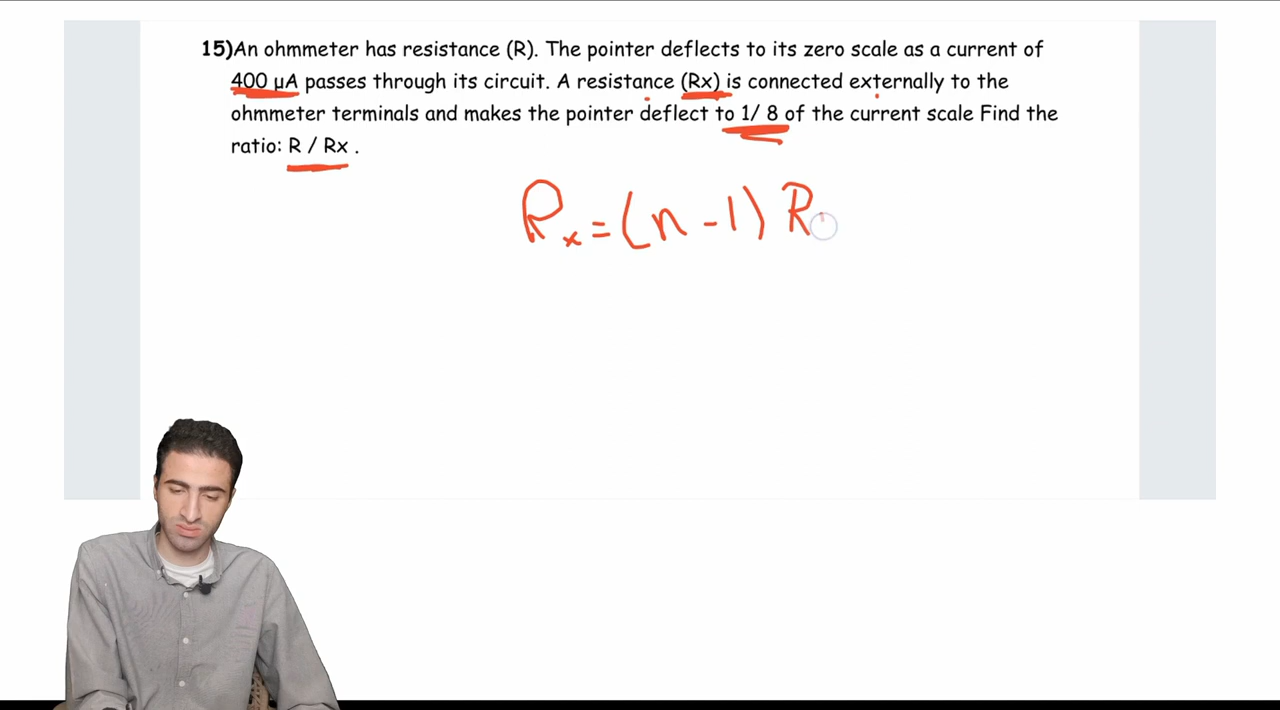 15)An ohmmeter has resistance (R). The pointer deflects to its zero scale as a current of
400 μA passes through its circuit. A resistance (Rx) is connected externally to the
ohmmeter terminals and makes the pointer deflect to 1/ 8 of the current scale Find the
ratio: R / Rx .
Rx = (n - 1) R